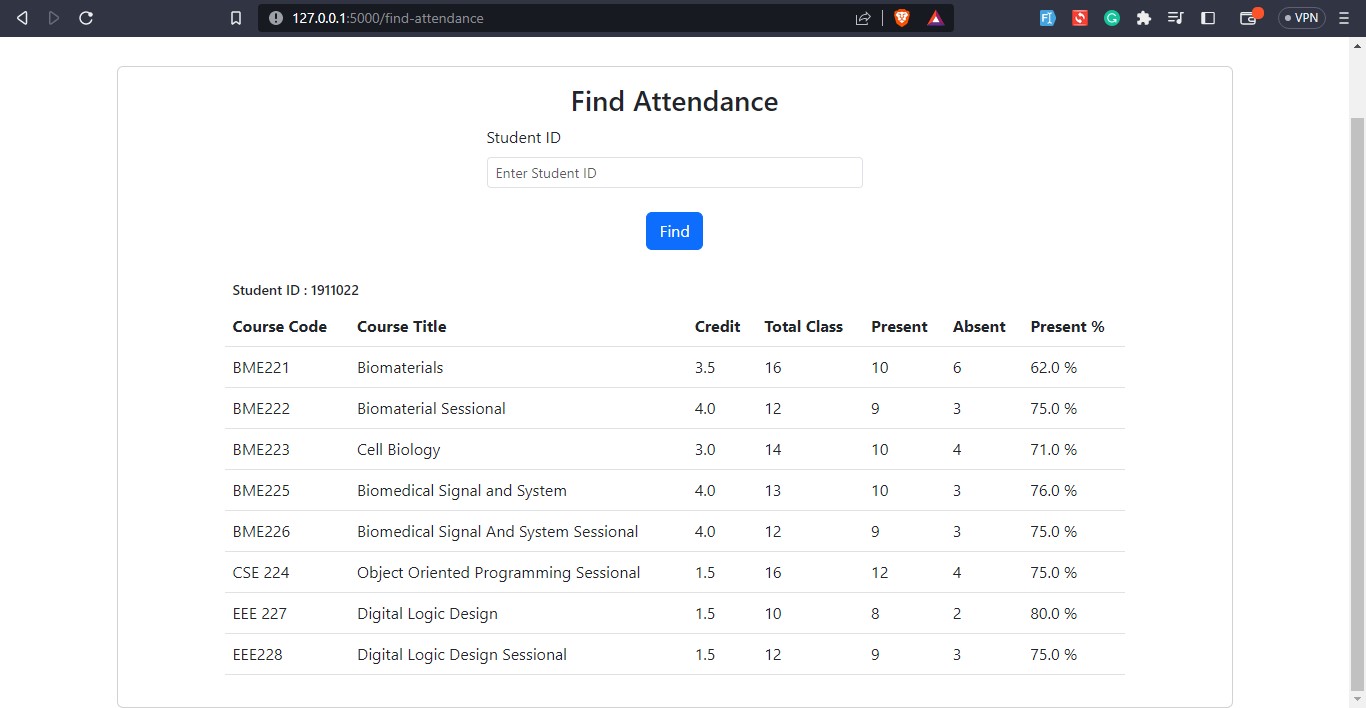 127.0.0.1:5000/find-attendance
VPN
Find Attendance
Student ID
Enter Student ID
Find
Student ID : 1911022
Course Code Course Title Credit Total Class Present Absent Present %
BME221 Biomaterials 3.5 16 10 6 62.0 %
BME222 Biomaterial Sessional 4.0 12 9 3 75.0 %
BME223 Cell Biology 3.0 14 10 4 71.0 %
BME225 Biomedical Signal and System 4.0 13 10 3 76.0 %
BME226 Biomedical Signal And System Sessional 4.0 12 9 3 75.0 %
CSE 224 Object Oriented Programming Sessional 1.5 16 12 4 75.0 %
EEE 227 Digital Logic Design 1.5 10 8 2 80.0 %
EEE228 Digital Logic Design Sessional 1.5 12 9 3 75.0 %